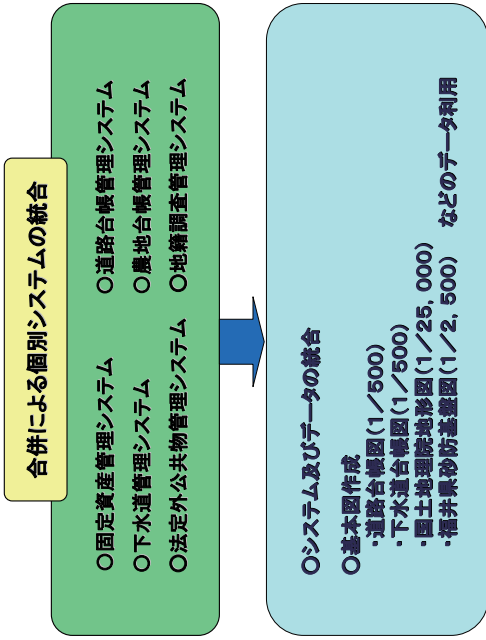 合併による個別システムの統合
○固定資産管理システム
○道路台帳管理システム
○下水道管理システム
○農地台帳管理システム
○法定外公共物管理システム
○地籍調査管理システム
○システム及びデータの統合
○基本図作成
・道路台帳図(1/500)
・下水道台帳図(1/500)
・国土地理院地形図(1/25,000)
・福井県砂防基盤図(1/2,500) などのデータ利用